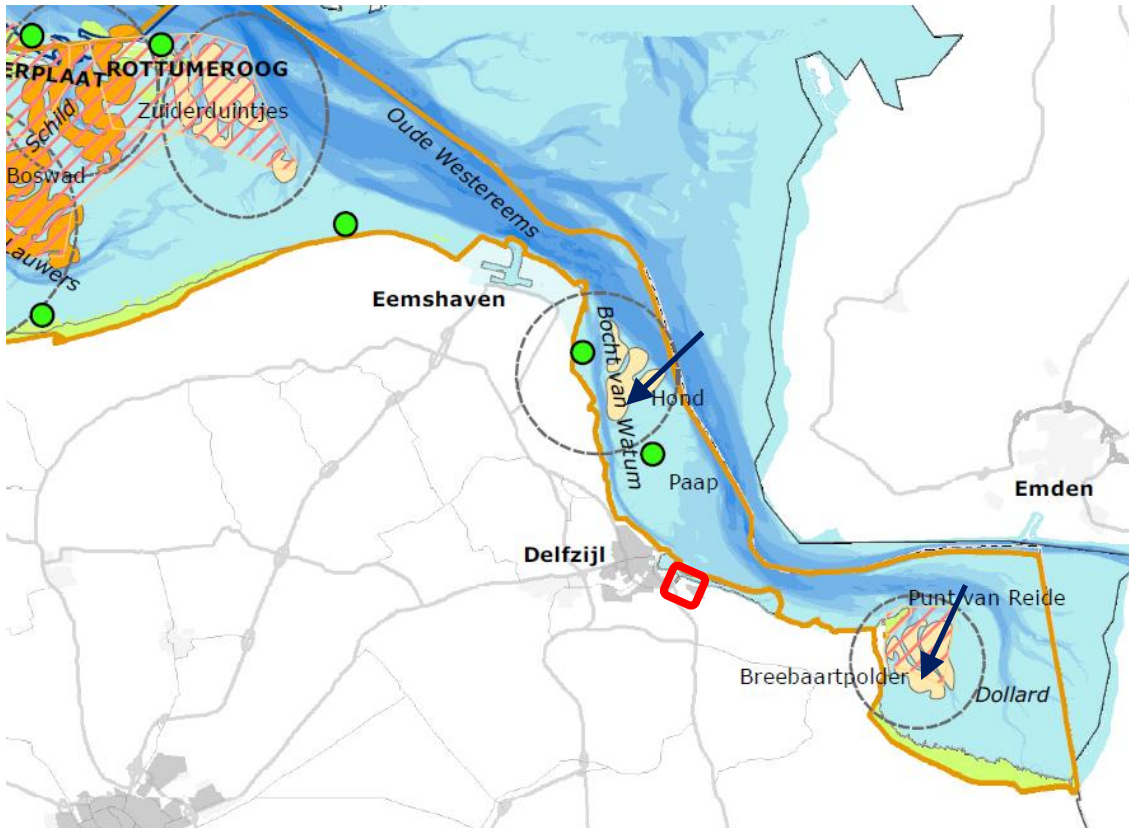 ERPLAAT
ROTTUMEROOG
Zuiderduintjes
Schild
Boswad
Lauwers
Oude Westereems
Eemshaven
Bocht van Watum
Hond
Paap
Emden
Delfzijl
Punt van Reide
Breebaartpolder
Dollard